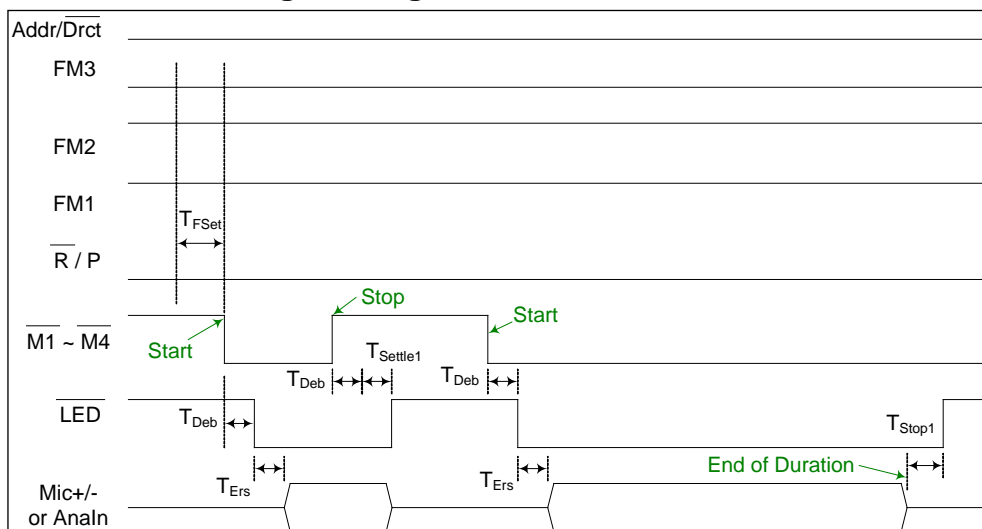 Addr/Drct
FM3
FM2
FM1
TFSet
R / P
Stop
Start
M1 ~ M4
Start
TSettle1
TDeb
TDeb
LED
TDeb
TStop1
TErs
TErs
End of Duration
Mic+/-
or AnaIn